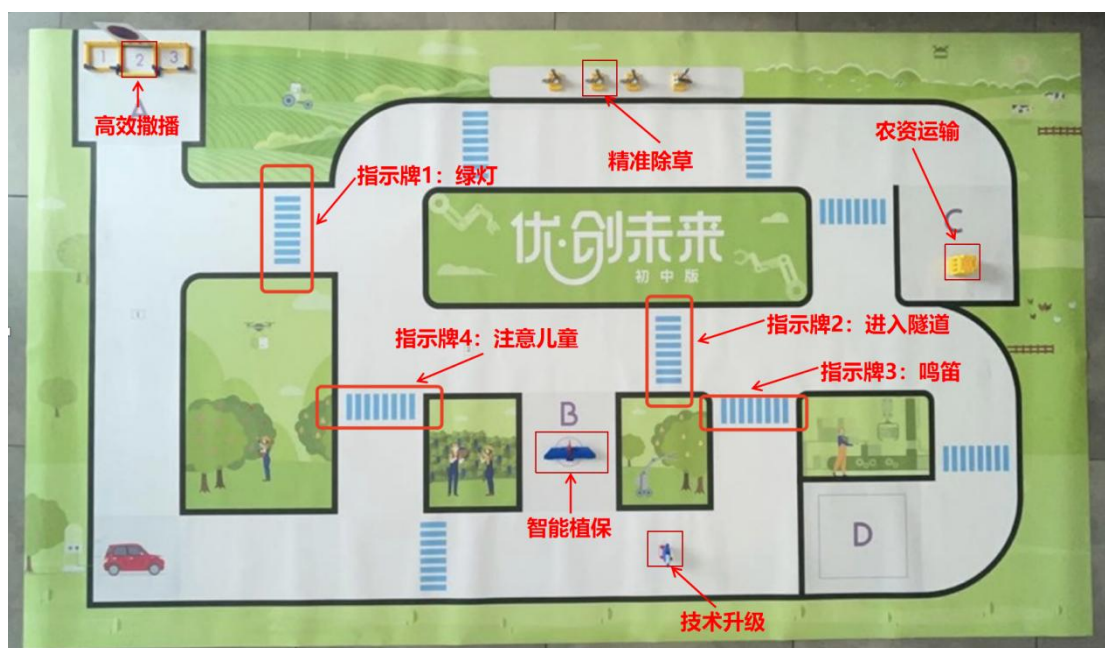 1 2 3
A
高效撒播
精准除草
农资运输
指示牌1：绿灯
C
优·创未来
初中版
指示牌4：注意儿童
指示牌2：进入隧道
指示牌3：鸣笛
B
智能植保
D
技术升级